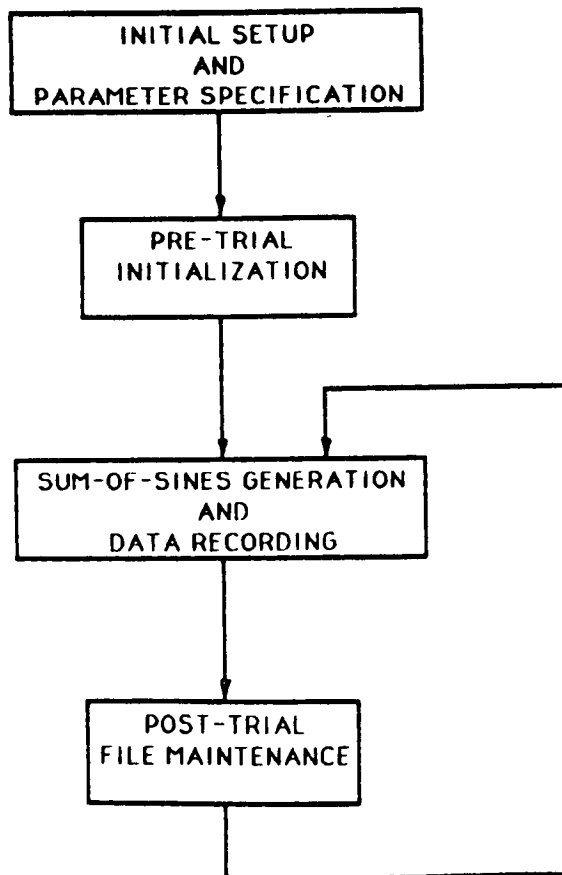 INITIAL SETUP
AND
PARAMETER SPECIFICATION
PRE-TRIAL
INITIALIZATION
SUM-OF-SINES GENERATION
AND
DATA RECORDING
POST-TRIAL
FILE MAINTENANCE